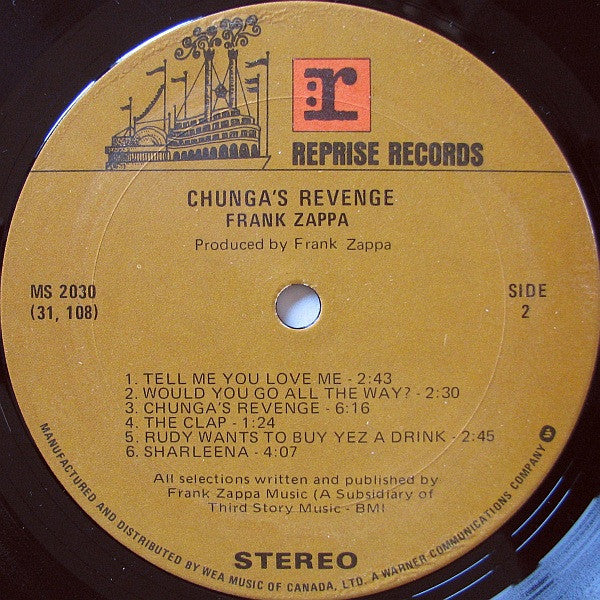 r
REPRISE RECORDS
CHUNGA'S REVENGE
FRANK ZAPPA
Produced by Frank Zappa
MS 2030
(31, 108)
SIDE
2
1. TELL ME YOU LOVE ME - 2:43
2. WOULD YOU GO ALL THE WAY? - 2:30
3. CHUNGA'S REVENGE - 6:16
4. THE CLAP - 1:24
5. RUDY WANTS TO BUY YEZ A DRINK - 2:45
6. SHARLEENA - 4:07
All selections written and published by
Frank Zappa Music (A Subsidiary of
Third Story Music - BMI
STEREO
MANUFACTURED AND DISTRIBUTED BY WEA MUSIC OF CANADA, LTD. A WARNER COMMUNICATIONS COMPANY